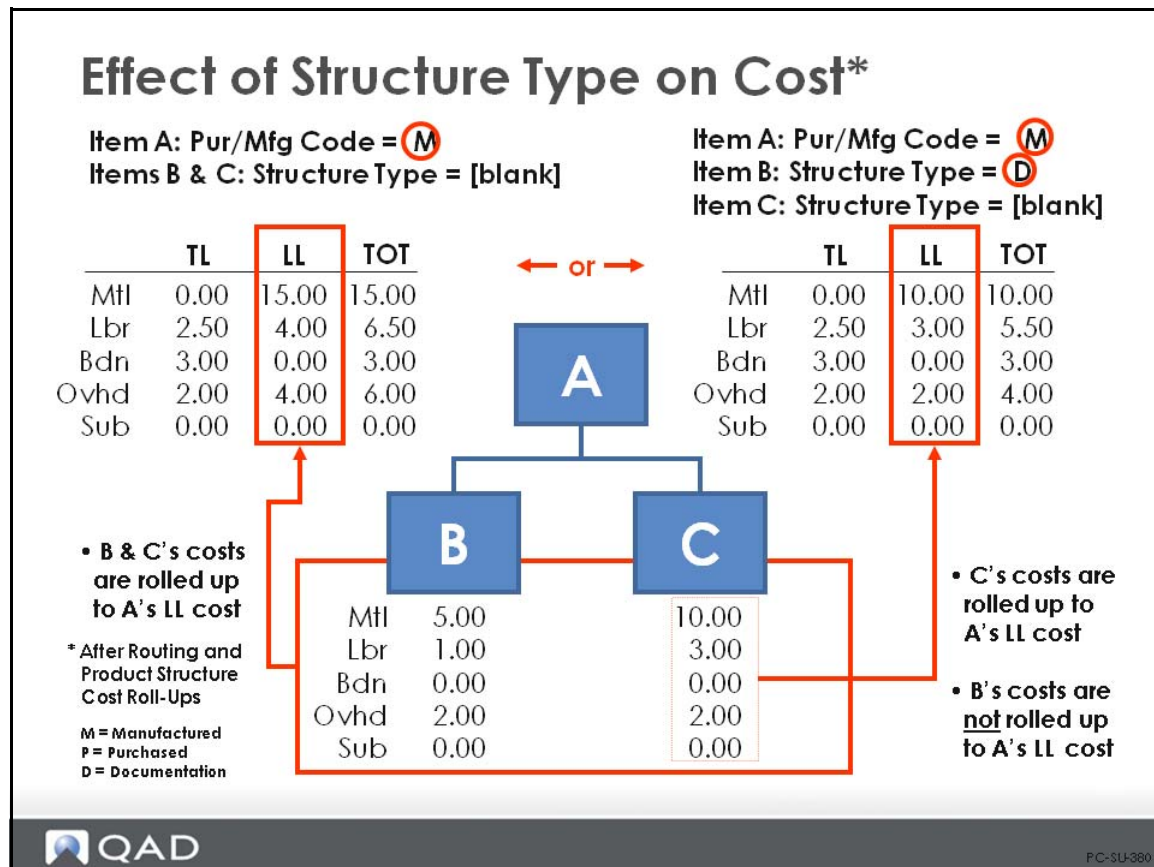 Effect of Structure Type on Cost*
Item A: Pur/Mfg Code = M
Items B & C: Structure Type = [blank]
TL LL TOT
Mtl 0.00 15.00 15.00
Lbr 2.50 4.00 6.50
Bdn 3.00 0.00 3.00
Ovhd 2.00 4.00 6.00
Sub 0.00 0.00 0.00
or
Item A: Pur/Mfg Code = M
Item B: Structure Type = D
Item C: Structure Type = [blank]
TL LL TOT
Mtl 0.00 10.00 10.00
Lbr 2.50 3.00 5.50
Bdn 3.00 0.00 3.00
Ovhd 2.00 2.00 4.00
Sub 0.00 0.00 0.00
A
B C
Mtl 5.00 10.00
Lbr 1.00 3.00
Bdn 0.00 0.00
Ovhd 2.00 2.00
Sub 0.00 0.00
• B & C's costs
are rolled up
to A's LL cost
* After Routing and
Product Structure
Cost Roll-Ups
M = Manufactured
P = Purchased
D = Documentation
• C's costs are
rolled up to
A's LL cost
• B's costs are
not rolled up
to A's LL cost
QAD
PC-SU-380